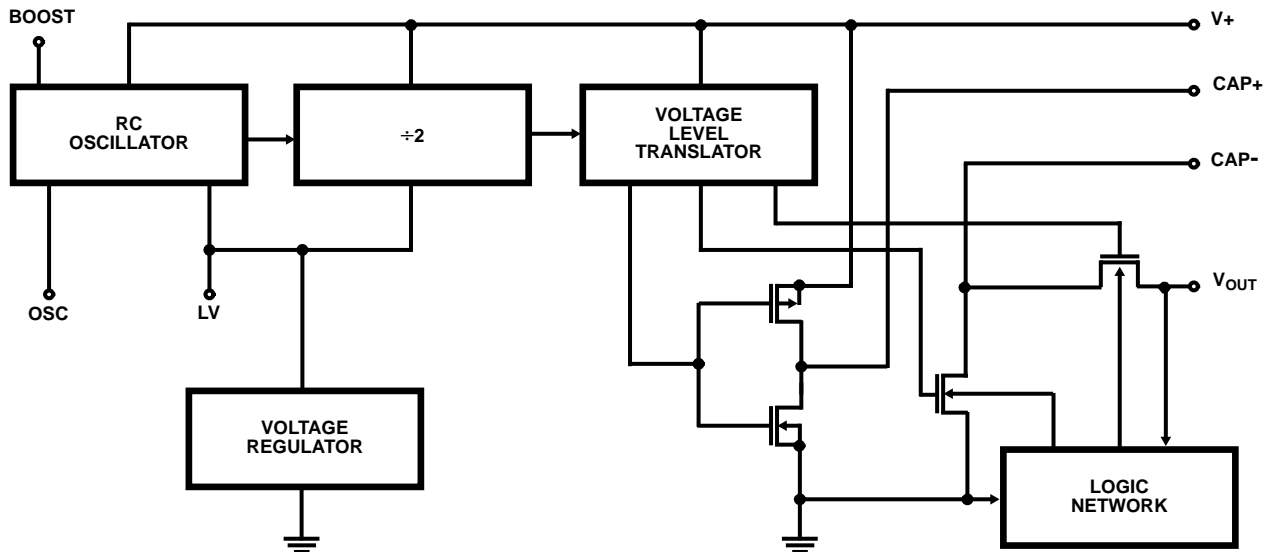 BOOST
V+
CAP+
RC
OSCILLATOR
÷2
VOLTAGE
LEVEL
TRANSLATOR
CAP-
OSC
LV
VOUT
VOLTAGE
REGULATOR
LOGIC
NETWORK